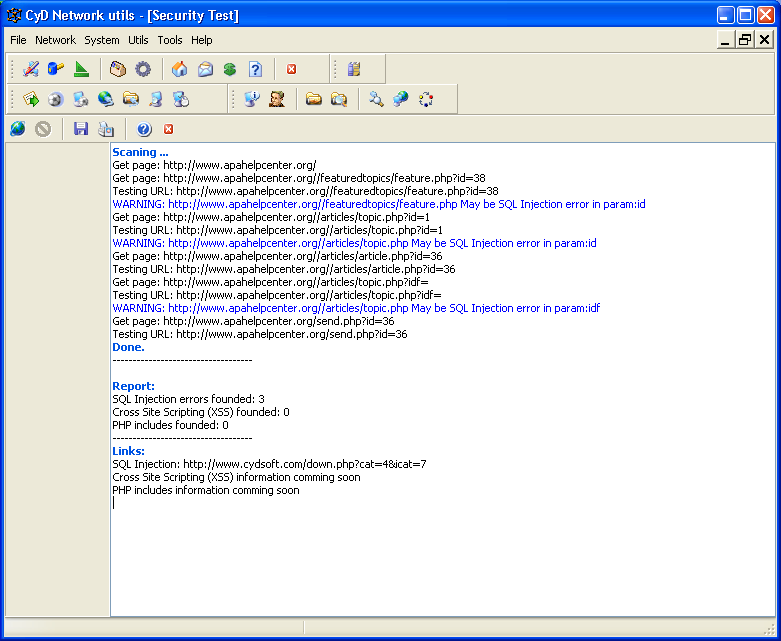 CyD Network utils - [Security Test]
File Network System Utils Tools Help
Scaning ...
Get page: http://www.apahelpcenter.org/
Get page: http://www.apahelpcenter.org//featuredtopics/feature.php?id=38
Testing URL: http://www.apahelpcenter.org//featuredtopics/feature.php?id=38
WARNING: http://www.apahelpcenter.org//featuredtopics/feature.php May be SQL Injection error in param:id
Get page: http://www.apahelpcenter.org//articles/topic.php?id=1
Testing URL: http://www.apahelpcenter.org//articles/topic.php?id=1
WARNING: http://www.apahelpcenter.org//articles/topic.php May be SQL Injection error in param:id
Get page: http://www.apahelpcenter.org//articles/article.php?id=36
Testing URL: http://www.apahelpcenter.org//articles/article.php?id=36
Get page: http://www.apahelpcenter.org//articles/topic.php?idf=
Testing URL: http://www.apahelpcenter.org//articles/topic.php?idf=
WARNING: http://www.apahelpcenter.org//articles/topic.php May be SQL Injection error in param:idf
Get page: http://www.apahelpcenter.org/send.php?id=36
Testing URL: http://www.apahelpcenter.org/send.php?id=36
Done.
-----------------------------------
Report:
SQL Injection errors founded: 3
Cross Site Scripting (XSS) founded: 0
PHP includes founded: 0
-----------------------------------
Links:
SQL Injection: http://www.cydsoft.com/down.php?cat=4&icat=7
Cross Site Scripting (XSS) information comming soon
PHP includes information comming soon